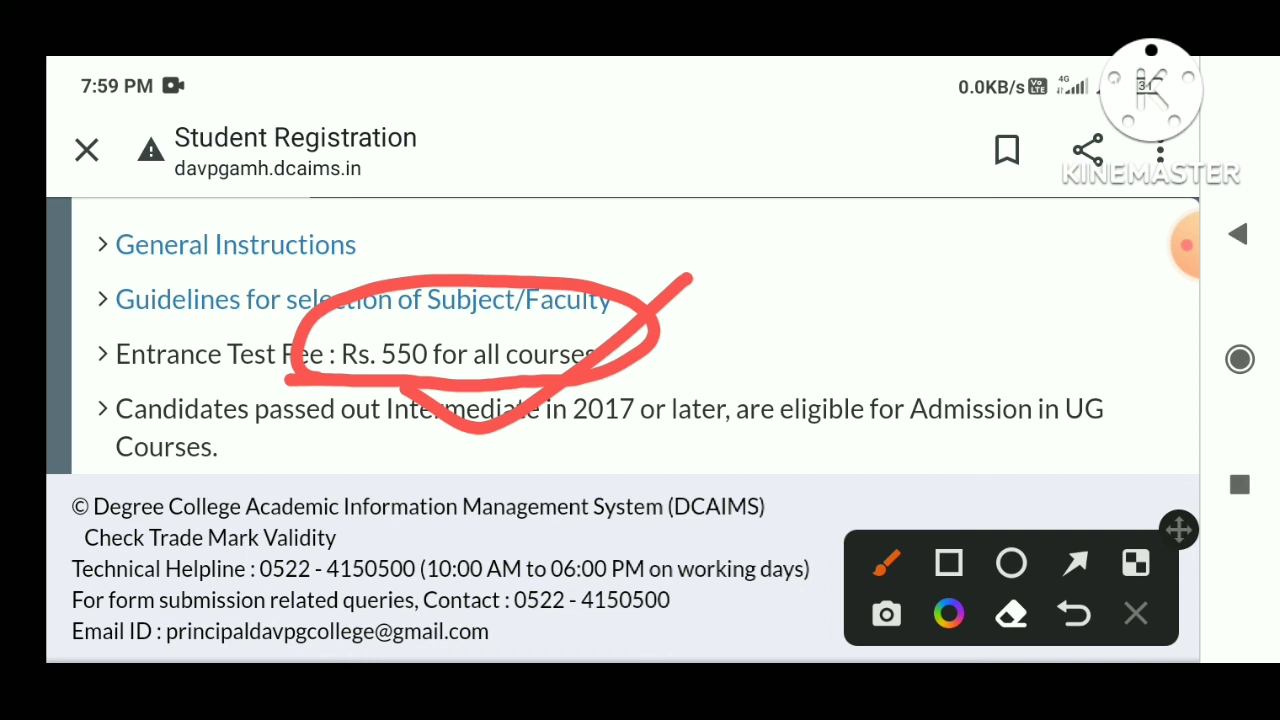 7:59 PM
0.0KB/s Vo LTE 4G
31
K
KINEMASTER
Student Registration
davpgamh.dcaims.in
General Instructions
Guidelines for selection of Subject/Faculty
Entrance Test Fee : Rs. 550 for all courses
Candidates passed out Intermediate in 2017 or later, are eligible for Admission in UG
Courses.
© Degree College Academic Information Management System (DCAIMS)
Check Trade Mark Validity
Technical Helpline : 0522 - 4150500 (10:00 AM to 06:00 PM on working days)
For form submission related queries, Contact : 0522 - 4150500
Email ID : principaldavpgcollege@gmail.com